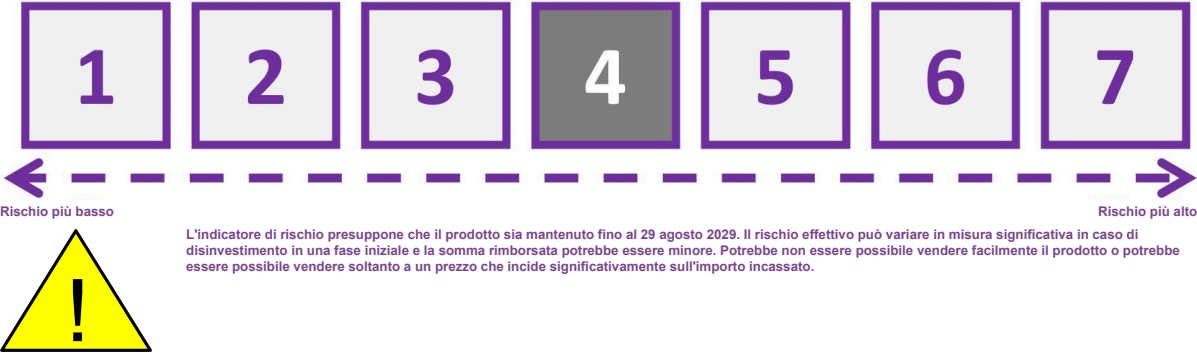 1 2 3 4 5 6 7
Rischio più basso Rischio più alto
L'indicatore di rischio presuppone che il prodotto sia mantenuto fino al 29 agosto 2029. Il rischio effettivo può variare in misura significativa in caso di
disinvestimento in una fase iniziale e la somma rimborsata potrebbe essere minore. Potrebbe non essere possibile vendere facilmente il prodotto o potrebbe
essere possibile vendere soltanto a un prezzo che incide significativamente sull'importo incassato.
!